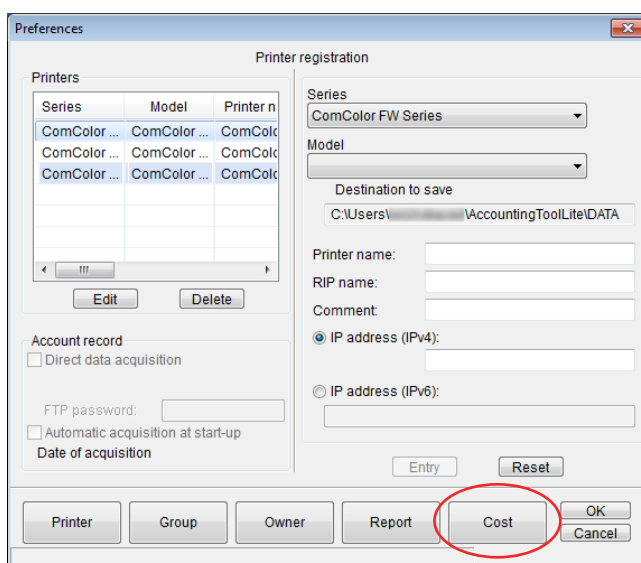 Preferences
Printer registration
Printers
Series Model Printer n
ComColor ... ComColor ... ComColo
ComColor ... ComColor ... ComColo
ComColor ... ComColor ... ComColo
Edit Delete
Account record
Direct data acquisition
FTP password:
Automatic acquisition at start-up
Date of acquisition
Series
ComColor FW Series
Model
Destination to save
C:\Users\ \AccountingToolLite\DATA
Printer name:
RIP name:
Comment:
IP address (IPv4):
IP address (IPv6):
Entry Reset
Printer Group Owner Report Cost OK
Cancel